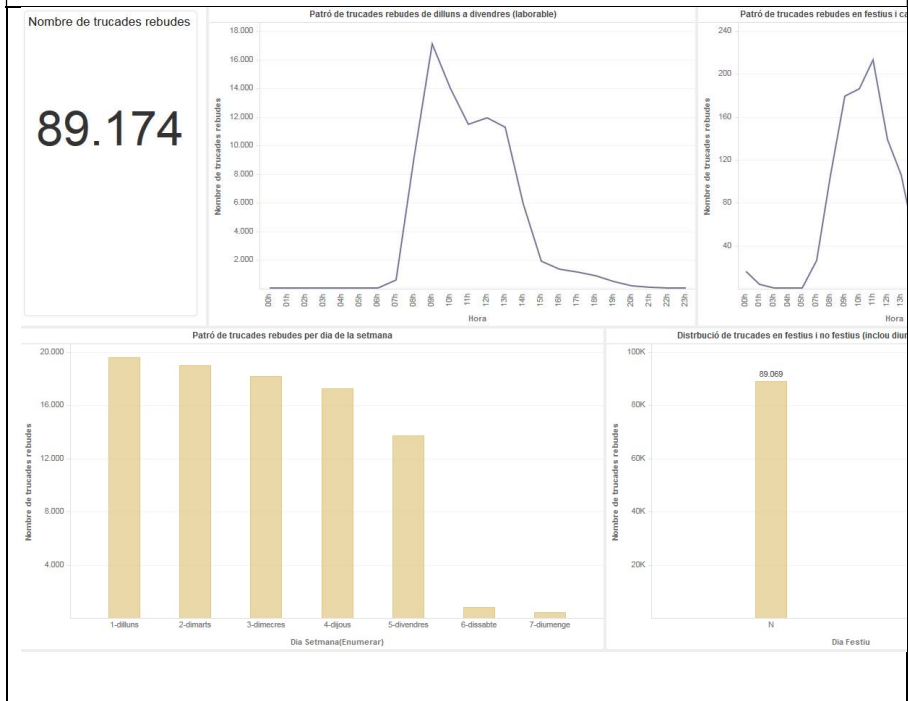 Nombre de trucades rebudes
89.174
Patró de trucades rebudes de dilluns a divendres (laborable)
Nombre de trucades rebudes
18.000
16.000
14.000
12.000
10.000
8.000
6.000
4.000
2.000
00h 01h 02h 03h 04h 05h 06h 07h 08h 09h 10h 11h 12h 13h 14h 15h 16h 17h 18h 19h 20h 21h 22h 23h
Hora
Patró de trucades rebudes en festius i ca
Nombre de trucades rebudes
240
200
160
120
80
40
00h 01h 02h 03h 04h 05h 06h 07h 08h 09h 10h 11h 12h 13h
Hora
Patró de trucades rebudes per dia de la setmana
Nombre de trucades rebudes
20.000
16.000
12.000
8.000
4.000
1-dilluns 2-dimarts 3-dimecres 4-dijous 5-divendres 6-dissabte 7-diumenge
Dia Setmana(Enumerar)
Distrbució de trucades en festius i no festius (inclou diu
Nombre de trucades rebudes
100K
80K
60K
40K
20K
89.069
N
Dia Festiu